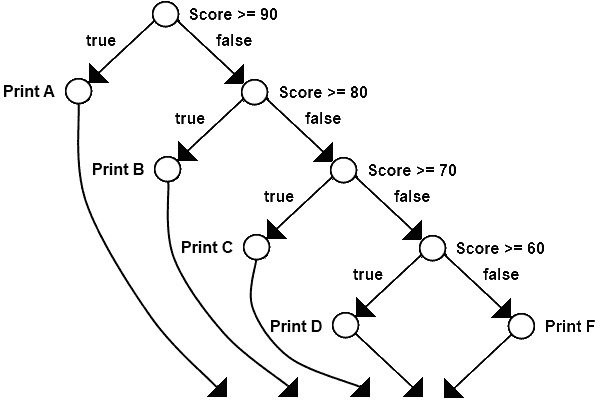 Score >= 90
true
false
Print A
Score >= 80
true
false
Print B
Score >= 70
true
false
Print C
Score >= 60
true
false
Print D
Print F